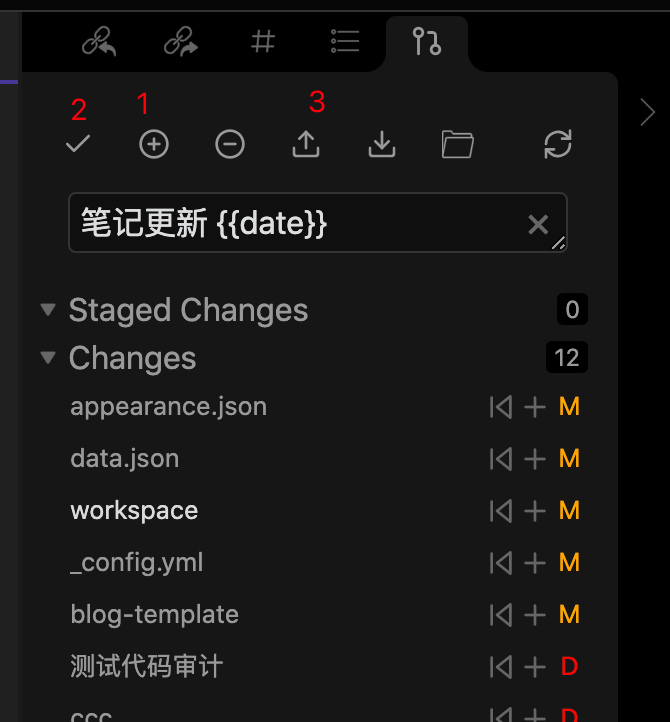 2 1 3
笔记更新 {{date}}
Staged Changes 0
Changes 12
appearance.json M
data.json M
workspace M
_config.yml M
blog-template M
测试代码审计 D
ccc D